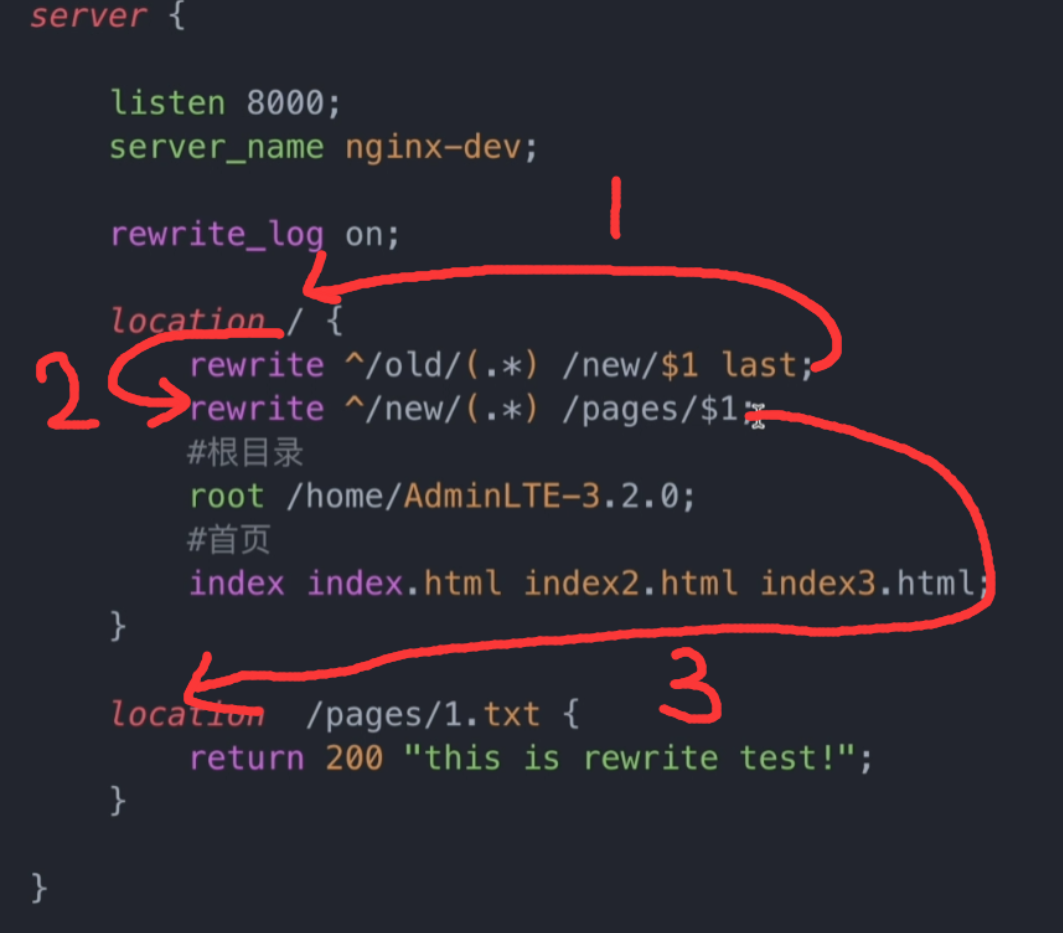 server {
listen 8000;
server_name nginx-dev;
1
rewrite_log on;
location / {
rewrite ^/old/(.*) /new/$1 last;
2
rewrite ^/new/(.*) /pages/$1;
#根目录
root /home/AdminLTE-3.2.0;
#首页
index index.html index2.html index3.html;
}
3
location /pages/1.txt {
return 200 "this is rewrite test!";
}
}